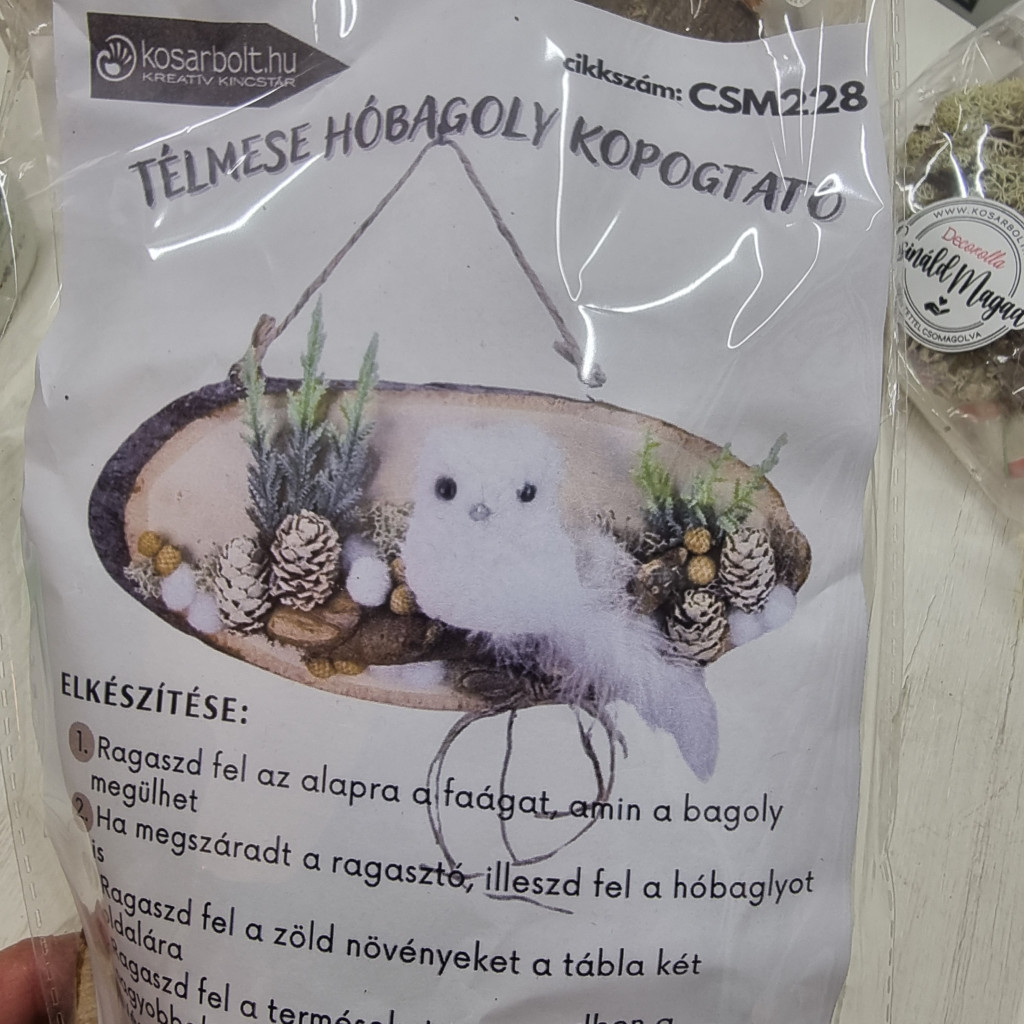 kosarbolt.hu
KREATÍV KINCSTÁR
cikkszám: CSM228
TÉLMESE HÓBAGOLY KOPOGTATÓ
ELKÉSZÍTÉSE:
1. Ragaszd fel az alapra a faágat, amin a bagoly
megülhet
2. Ha megszáradt a ragasztó, illeszd fel a hóbaglyot
is
Ragaszd fel a zöld növényeket a tábla két
oldalára
Ragaszd fel a
WWW.KOSARBOLT
Decorolla
Csináld Magad